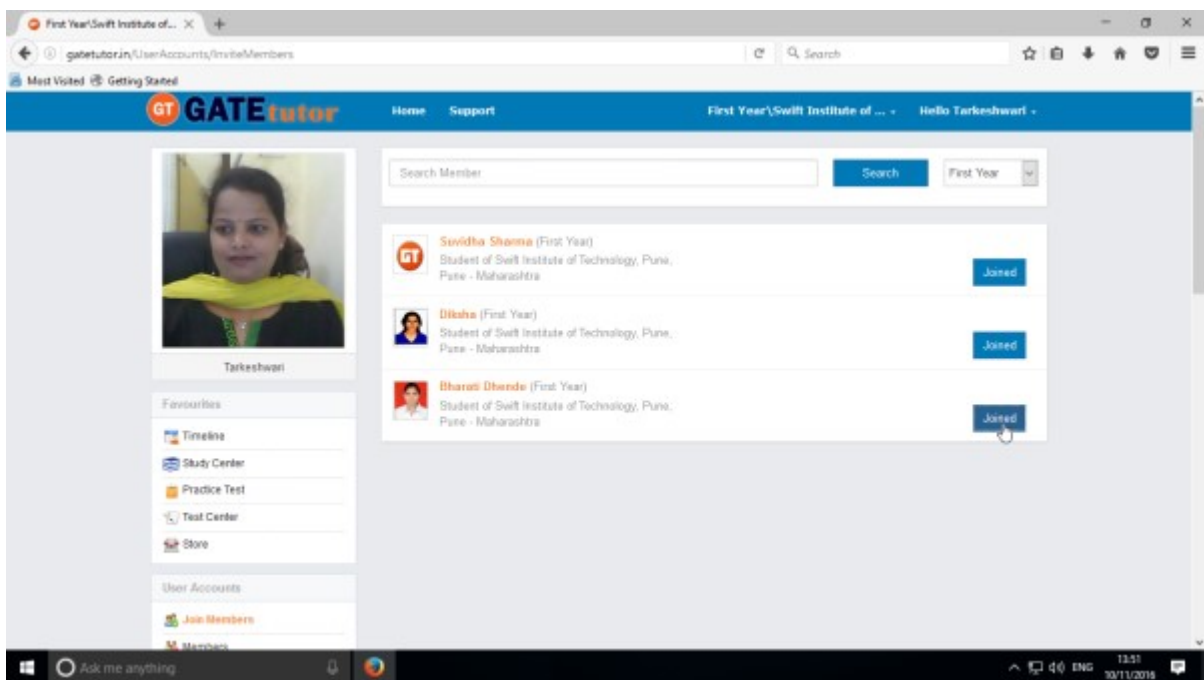 First Year\Swift Institute of...
gatetutor.in/UserAccounts/InviteMembers
Search
Most Visited Getting Started
GT GATEtutor
Home Support First Year\Swift Institute of ... Hello Tarkeshwari
Search Member Search First Year
Suvidha Sharma (First Year)
Student of Swift Institute of Technology, Pune,
Pune - Maharashtra
Joined
GT
Diksha (First Year)
Student of Swift Institute of Technology, Pune,
Pune - Maharashtra
Joined
Bharati Dhende (First Year)
Student of Swift Institute of Technology, Pune,
Pune - Maharashtra
Joined
Tarkeshwari
Favourites
Timeline
Study Center
Practice Test
Test Center
Store
User Accounts
Join Members
Members
Ask me anything
ENG
13:51
10/11/2016